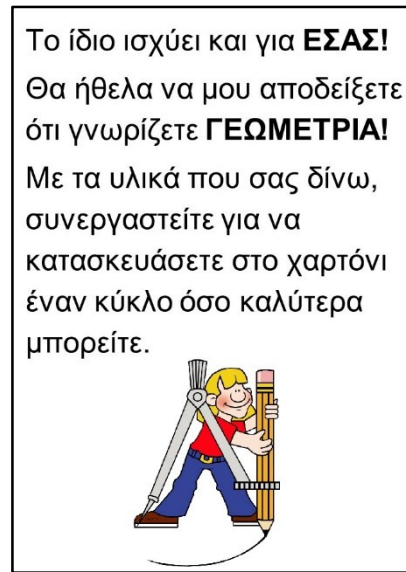 Το ίδιο ισχύει και για ΕΣΑΣ!
Θα ήθελα να μου αποδείξετε
ότι γνωρίζετε ΓΕΩΜΕΤΡΙΑ!
Με τα υλικά που σας δίνω,
συνεργαστείτε για να
κατασκευάσετε στο χαρτόνι
έναν κύκλο όσο καλύτερα
μπορείτε.